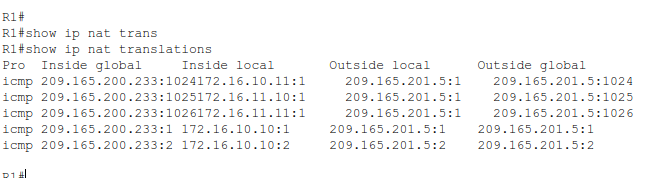 R1#
R1#show ip nat trans
R1#show ip nat translations
Pro  Inside global     Inside local       Outside local      Outside global
icmp 209.165.200.233:1024172.16.10.11:1     209.165.201.5:1    209.165.201.5:1024
icmp 209.165.200.233:1025172.16.11.10:1     209.165.201.5:1    209.165.201.5:1025
icmp 209.165.200.233:1026172.16.11.11:1     209.165.201.5:1    209.165.201.5:1026
icmp 209.165.200.233:1 172.16.10.10:1     209.165.201.5:1    209.165.201.5:1
icmp 209.165.200.233:2 172.16.10.10:2     209.165.201.5:2    209.165.201.5:2
R1#